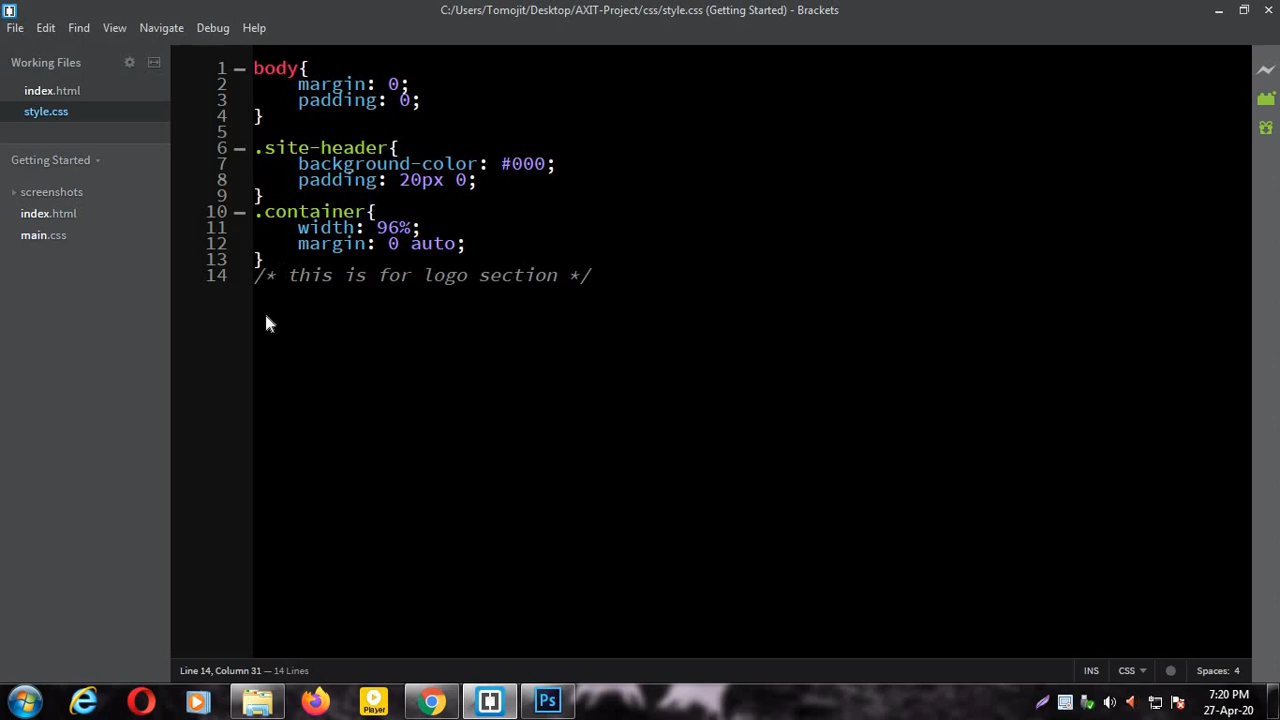 C:/Users/Tomojit/Desktop/AXIT-Project/css/style.css (Getting Started) - Brackets
File Edit View Navigate Debug Help
Working Files
index.html
style.css
Getting Started
screenshots
index.html
main.css
1 body{
2 margin: 0;
3 padding: 0;
4 }
5
6 .site-header{
7 background-color: #000;
8 padding: 20px 0;
9 }
10 .container{
11 width: 96%;
12 margin: 0 auto;
13 }
14 /* this is for logo section */
Line 14, Column 31 — 14 Lines
INS CSS Spaces: 4
Player
Ps
7:20 PM
27-Apr-20